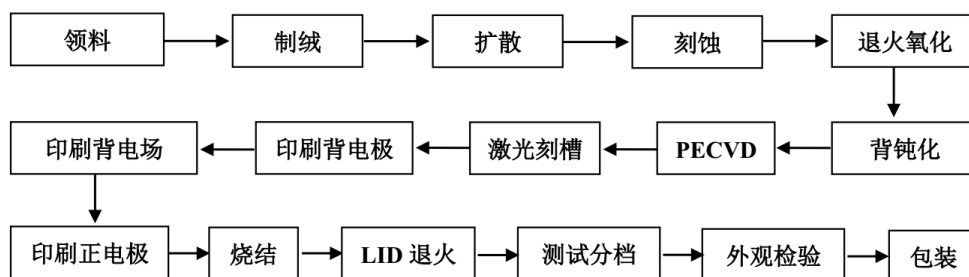 领料 制绒 扩散 刻蚀 退火氧化
印刷背电场 印刷背电极 激光刻槽 PECVD 背钝化
印刷正电极 烧结 LID 退火 测试分档 外观检验 包装